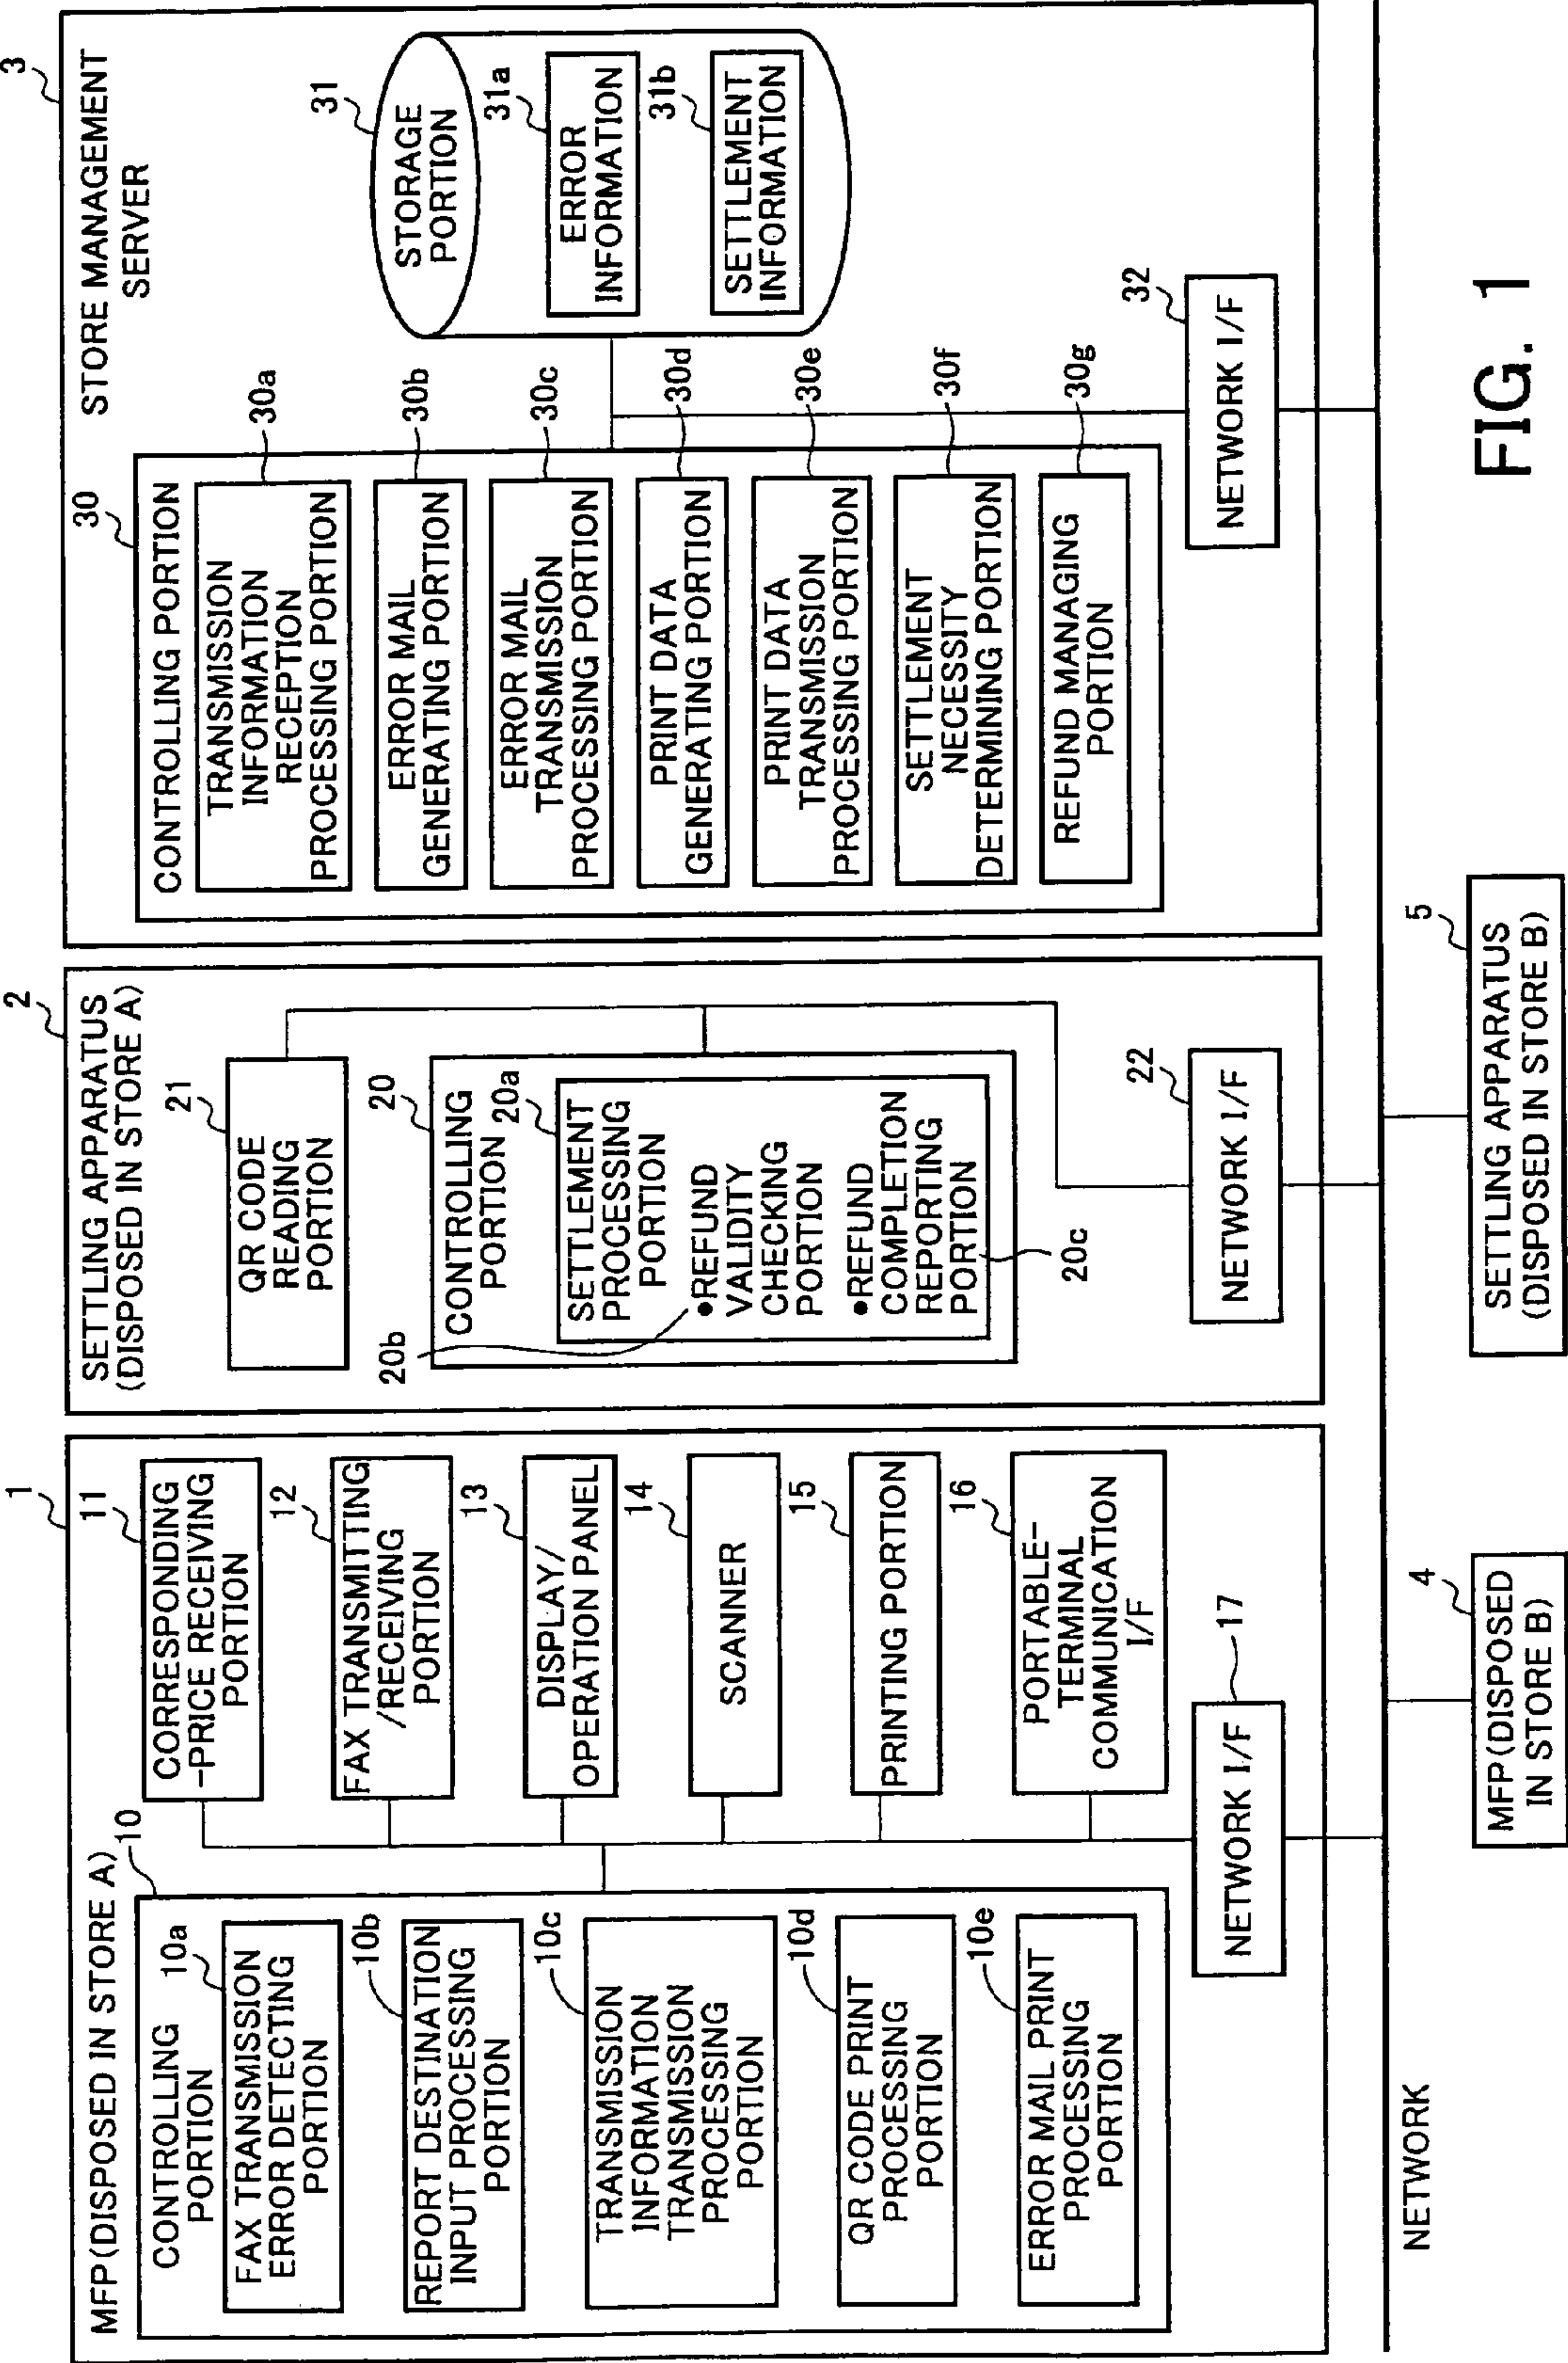 1
MFP(DISPOSED IN STORE A)
10
CONTROLLING
PORTION
10a
FAX TRANSMISSION
ERROR DETECTING
PORTION
10b
REPORT DESTINATION
INPUT PROCESSING
PORTION
10c
TRANSMISSION
INFORMATION
TRANSMISSION
PROCESSING
PORTION
10d
QR CODE PRINT
PROCESSING
PORTION
10e
ERROR MAIL PRINT
PROCESSING
PORTION
11
CORRESPONDING
-PRICE RECEIVING
PORTION
12
FAX TRANSMITTING
/RECEIVING
PORTION
13
DISPLAY/
OPERATION PANEL
14
SCANNER
15
PRINTING PORTION
16
PORTABLE-
TERMINAL
COMMUNICATION
I/F
17
NETWORK I/F
2
SETTLING APPARATUS
(DISPOSED IN STORE A)
21
QR CODE
READING
PORTION
20
CONTROLLING
PORTION
20a
SETTLEMENT
PROCESSING
PORTION
20b
•REFUND
VALIDITY
CHECKING
PORTION
•REFUND
COMPLETION
REPORTING
PORTION
20c
22
NETWORK I/F
3
STORE MANAGEMENT
SERVER
30
CONTROLLING PORTION
30a
TRANSMISSION
INFORMATION
RECEPTION
PROCESSING PORTION
30b
ERROR MAIL
GENERATING PORTION
30c
ERROR MAIL
TRANSMISSION
PROCESSING PORTION
30d
PRINT DATA
GENERATING PORTION
30e
PRINT DATA
TRANSMISSION
PROCESSING PORTION
30f
SETTLEMENT
NECESSITY
DETERMINING PORTION
30g
REFUND MANAGING
PORTION
31
STORAGE
PORTION
31a
ERROR
INFORMATION
31b
SETTLEMENT
INFORMATION
32
NETWORK I/F
NETWORK
4
MFP(DISPOSED
IN STORE B)
5
SETTLING APPARATUS
(DISPOSED IN STORE B)
FIG. 1